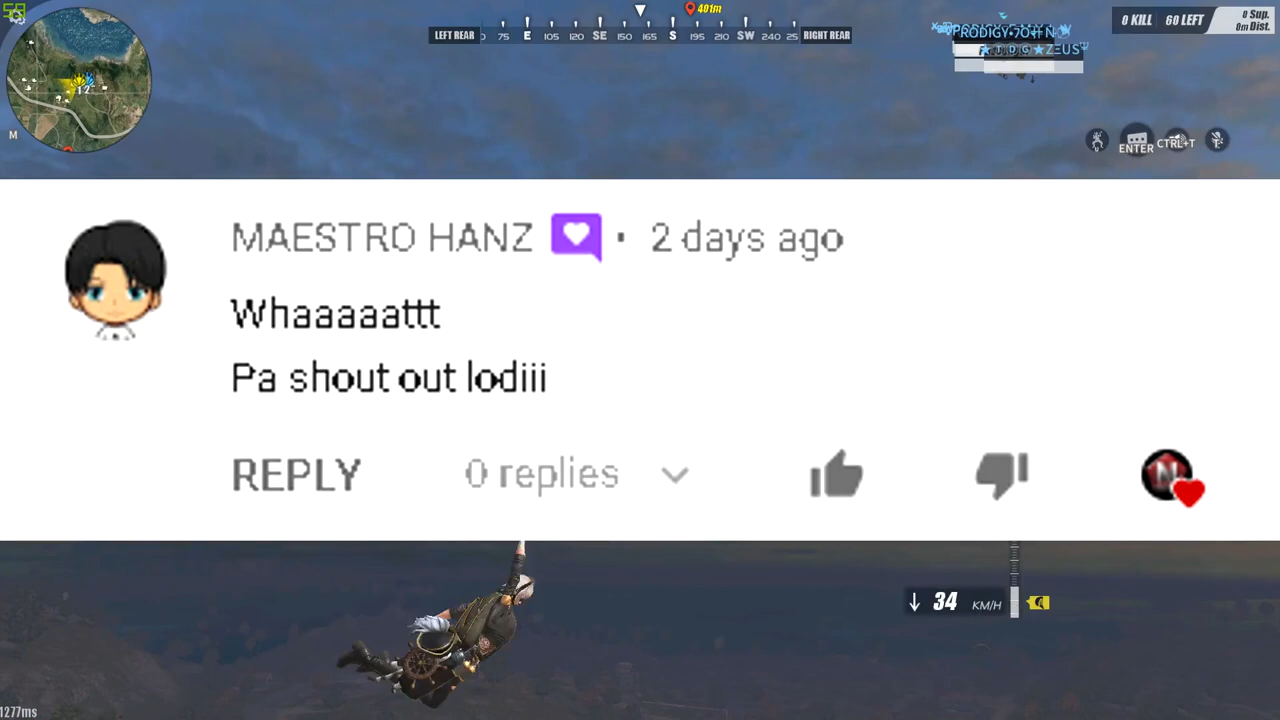 59
401m
0 KILL 60 LEFT 0 Sup.
0m Dist.
LEFT REAR 75 E 105 120 SE 150 165 S 195 210 SW 240 RIGHT REAR
ZEUS
M
ENTER CTRL+T
MAESTRO HANZ • 2 days ago
Whaaaaattt
Pa shout out lodiii
REPLY 0 replies
34 KM/H
1277ms